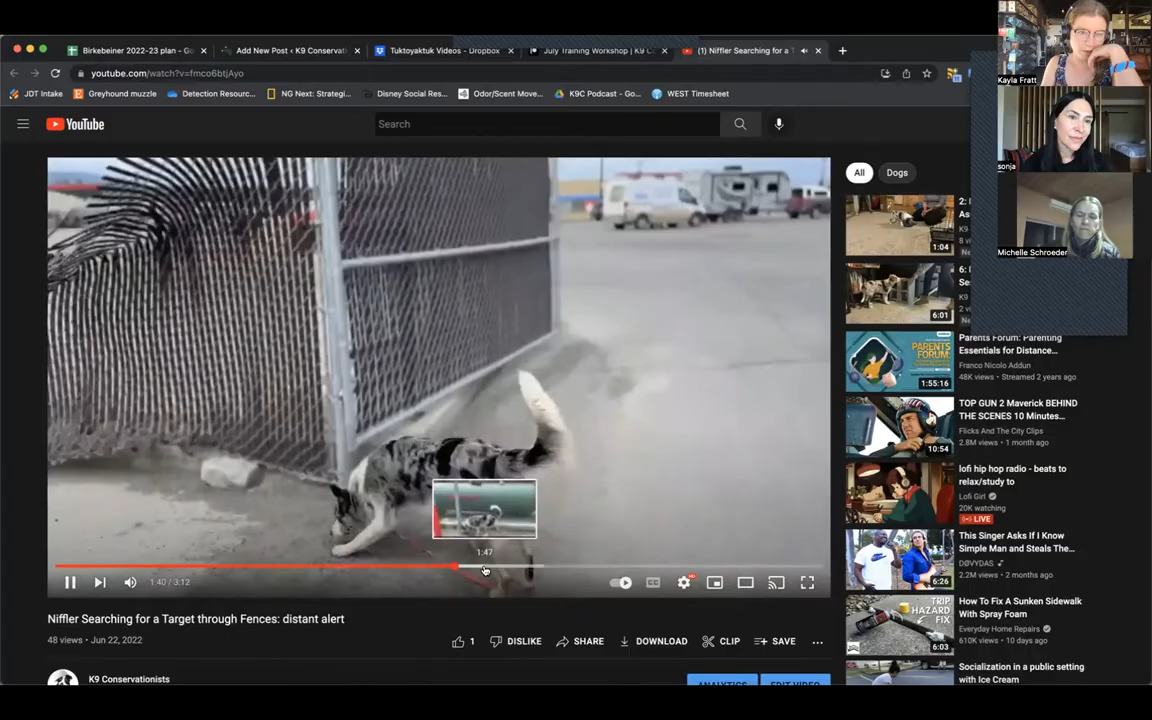 Kayla Fratt
sonja
Michelle Schroeder
Birkebeiner 2022-23 plan - Go
Add New Post ‹ K9 Conservati
Tuktoyaktuk Videos - Dropbox
July Training Workshop | K9 C
(1) Niffler Searching for a T
youtube.com/watch?v=fmco6btjAyo
JDT Intake
Greyhound muzzle
Detection Resourc...
NG Next: Strategi...
Disney Social Res...
Odor/Scent Move...
K9C Podcast - Go...
WEST Timesheet
YouTube
Search
All
Dogs
1:04
6:01
PARENTS FORUM:
1:55:16
Parents Forum: Parenting
Essentials for Distance...
Franco Nicolo Addun
48K views • Streamed 2 years ago
10:54
TOP GUN 2 Maverick BEHIND
THE SCENES 10 Minutes...
Flicks And The City Clips
2.8M views • 1 month ago
lofi hip hop radio - beats to
relax/study to
Lofi Girl
20K watching
LIVE
6:26
This Singer Asks If I Know
Simple Man and Steals The...
DØVYDAS
2.2M views • 2 months ago
TRIP
HAZARD
FIX
6:03
How To Fix A Sunken Sidewalk
With Spray Foam
Everyday Home Repairs
610K views • 10 days ago
Socialization in a public setting
with Ice Cream
1:47
1:40 / 3:12
Niffler Searching for a Target through Fences: distant alert
48 views • Jun 22, 2022
1
DISLIKE
SHARE
DOWNLOAD
CLIP
SAVE
K9 Conservationists
ANALYTICS
EDIT VIDEO